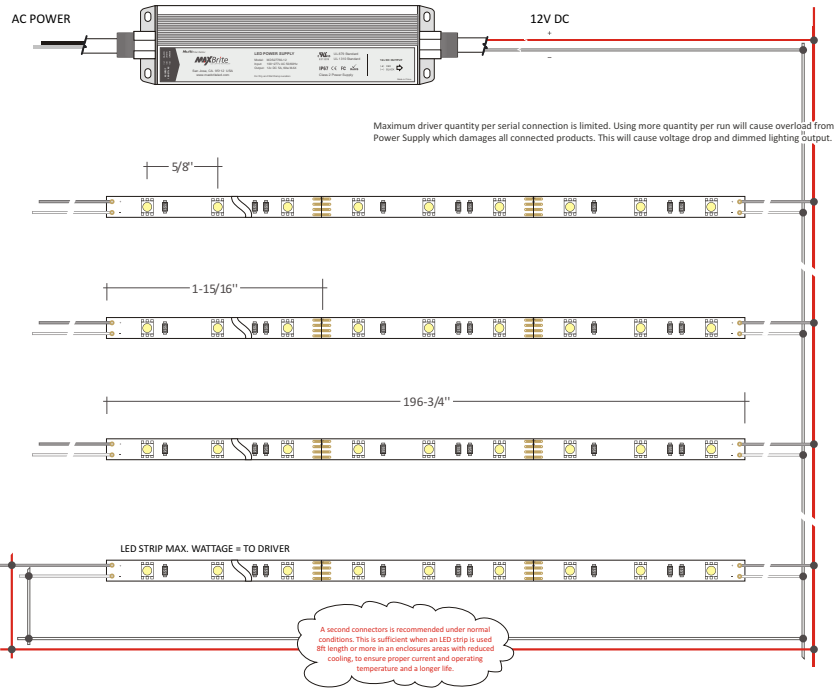 AC POWER
12V DC
+
−
MAXBrite
LED POWER SUPPLY
IP67
Class 2 Power Supply
Maximum driver quantity per serial connection is limited. Using more quantity per run will cause overload from
Power Supply which damages all connected products. This will cause voltage drop and dimmed lighting output.
5/8''
1-15/16''
196-3/4''
LED STRIP MAX. WATTAGE = TO DRIVER
A second connectors is recommended under normal
conditions. This is sufficient when an LED strip is used
8ft length or more in an enclosures areas with reduced
cooling, to ensure proper current and operating
temperature and a longer life.